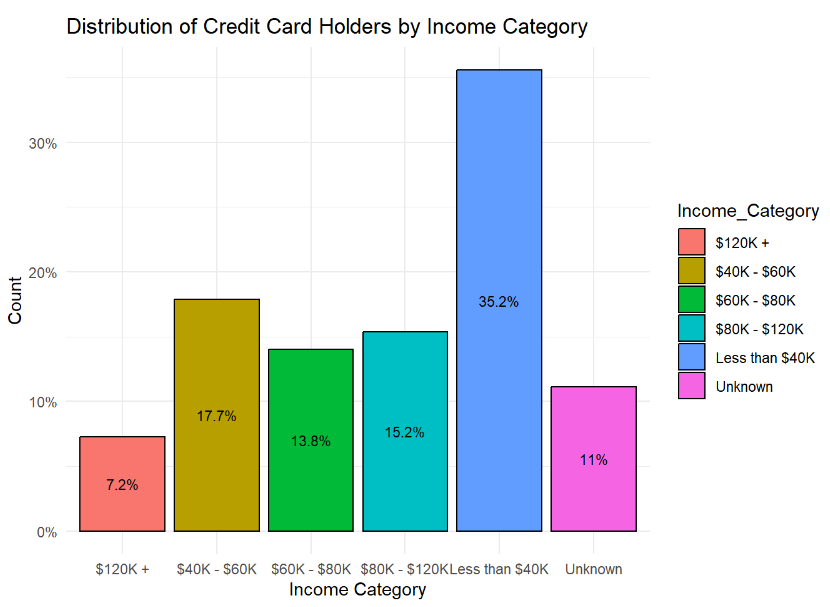 Distribution of Credit Card Holders by Income Category
Count
30%
20%
10%
0%
35.2%
17.7%
15.2%
13.8%
11%
7.2%
$120K +
$40K - $60K
$60K - $80K
$80K - $120K
Less than $40K
Unknown
Income Category
Income_Category
$120K +
$40K - $60K
$60K - $80K
$80K - $120K
Less than $40K
Unknown